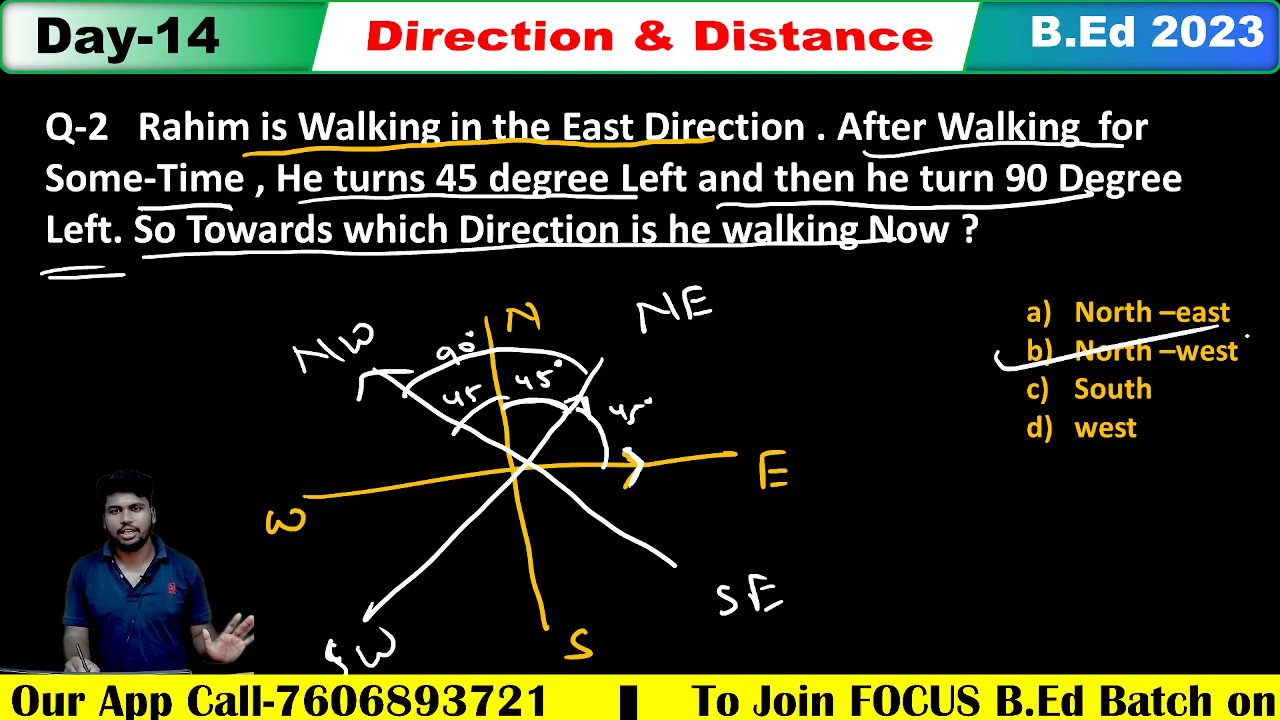 Day-14
Direction & Distance
B.Ed 2023
Q-2 Rahim is Walking in the East Direction . After Walking for
Some-Time , He turns 45 degree Left and then he turn 90 Degree
Left. So Towards which Direction is he walking Now ?
a) North –east
b) North –west
c) South
d) west
N
NE
NW
90°
45
45°
45°
E
W
SE
S
SW
Our App Call-7606893721 To Join FOCUS B.Ed Batch on